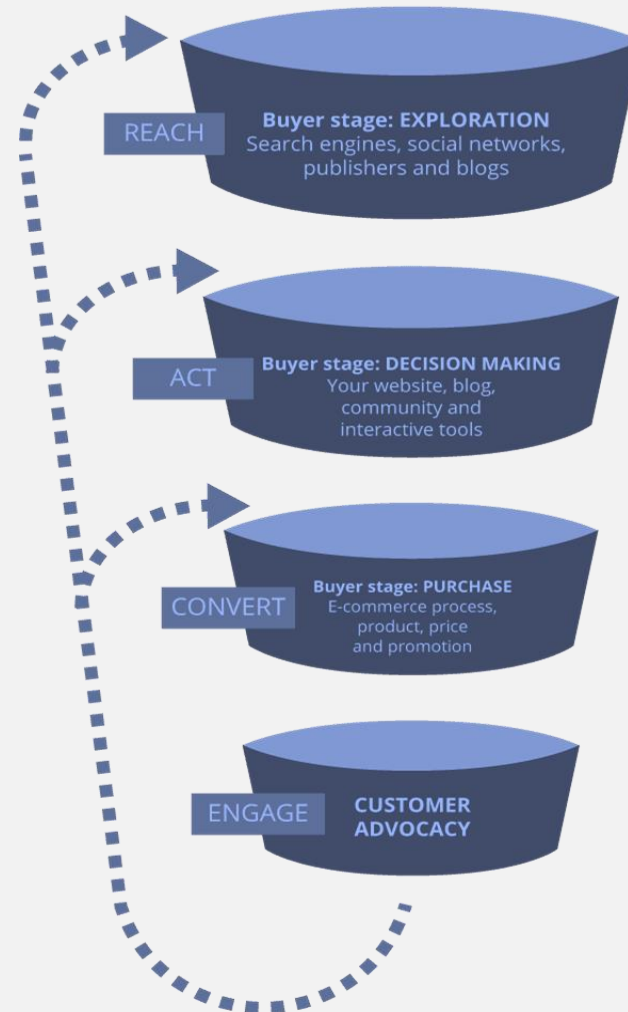 REACH
Buyer stage: EXPLORATION
Search engines, social networks,
publishers and blogs
ACT
Buyer stage: DECISION MAKING
Your website, blog,
community and
interactive tools
CONVERT
Buyer stage: PURCHASE
E-commerce process,
product, price
and promotion
ENGAGE
CUSTOMER
ADVOCACY